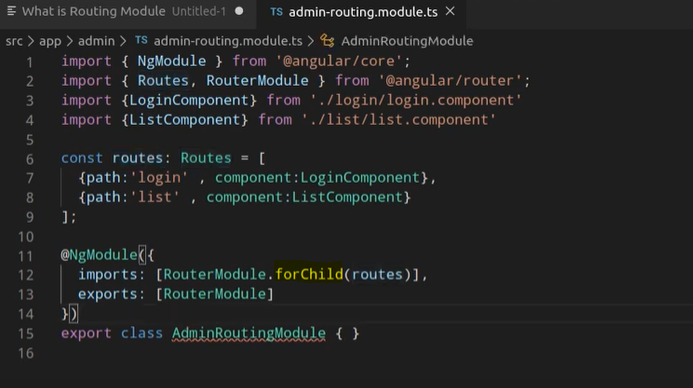 What is Routing Module Untitled-1 ● TS admin-routing.module.ts ×
src > app > admin > TS admin-routing.module.ts > AdminRoutingModule
1 import { NgModule } from '@angular/core';
2 import { Routes, RouterModule } from '@angular/router';
3 import {LoginComponent} from './login/login.component'
4 import {ListComponent} from './list/list.component'
5
6 const routes: Routes = [
7   {path:'login' , component:LoginComponent},
8   {path:'list' , component:ListComponent}
9 ];
10
11 @NgModule({
12   imports: [RouterModule.forChild(routes)],
13   exports: [RouterModule]
14 })
15 export class AdminRoutingModule { }
16